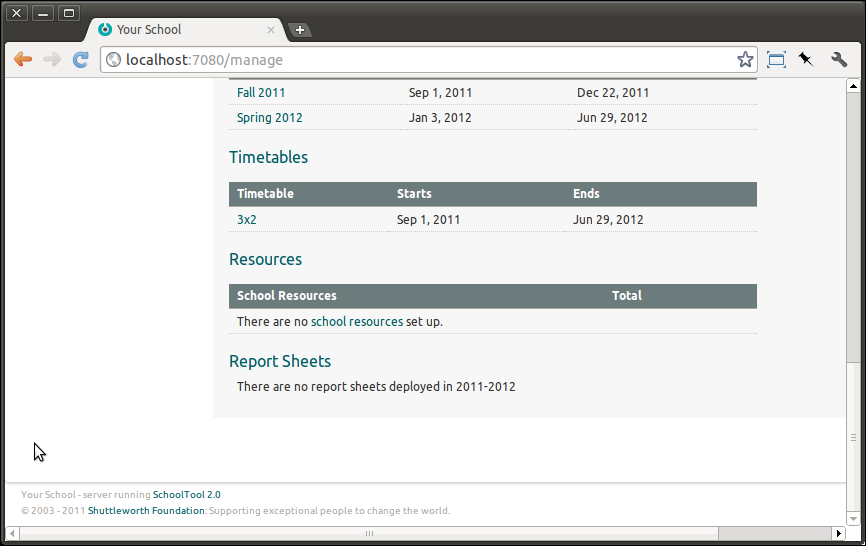 Your School
localhost:7080/manage
Fall 2011 Sep 1, 2011 Dec 22, 2011
Spring 2012 Jan 3, 2012 Jun 29, 2012
Timetables
Timetable Starts Ends
3x2 Sep 1, 2011 Jun 29, 2012
Resources
School Resources Total
There are no school resources set up.
Report Sheets
There are no report sheets deployed in 2011-2012
Your School - server running SchoolTool 2.0
© 2003 - 2011 Shuttleworth Foundation: Supporting exceptional people to change the world.